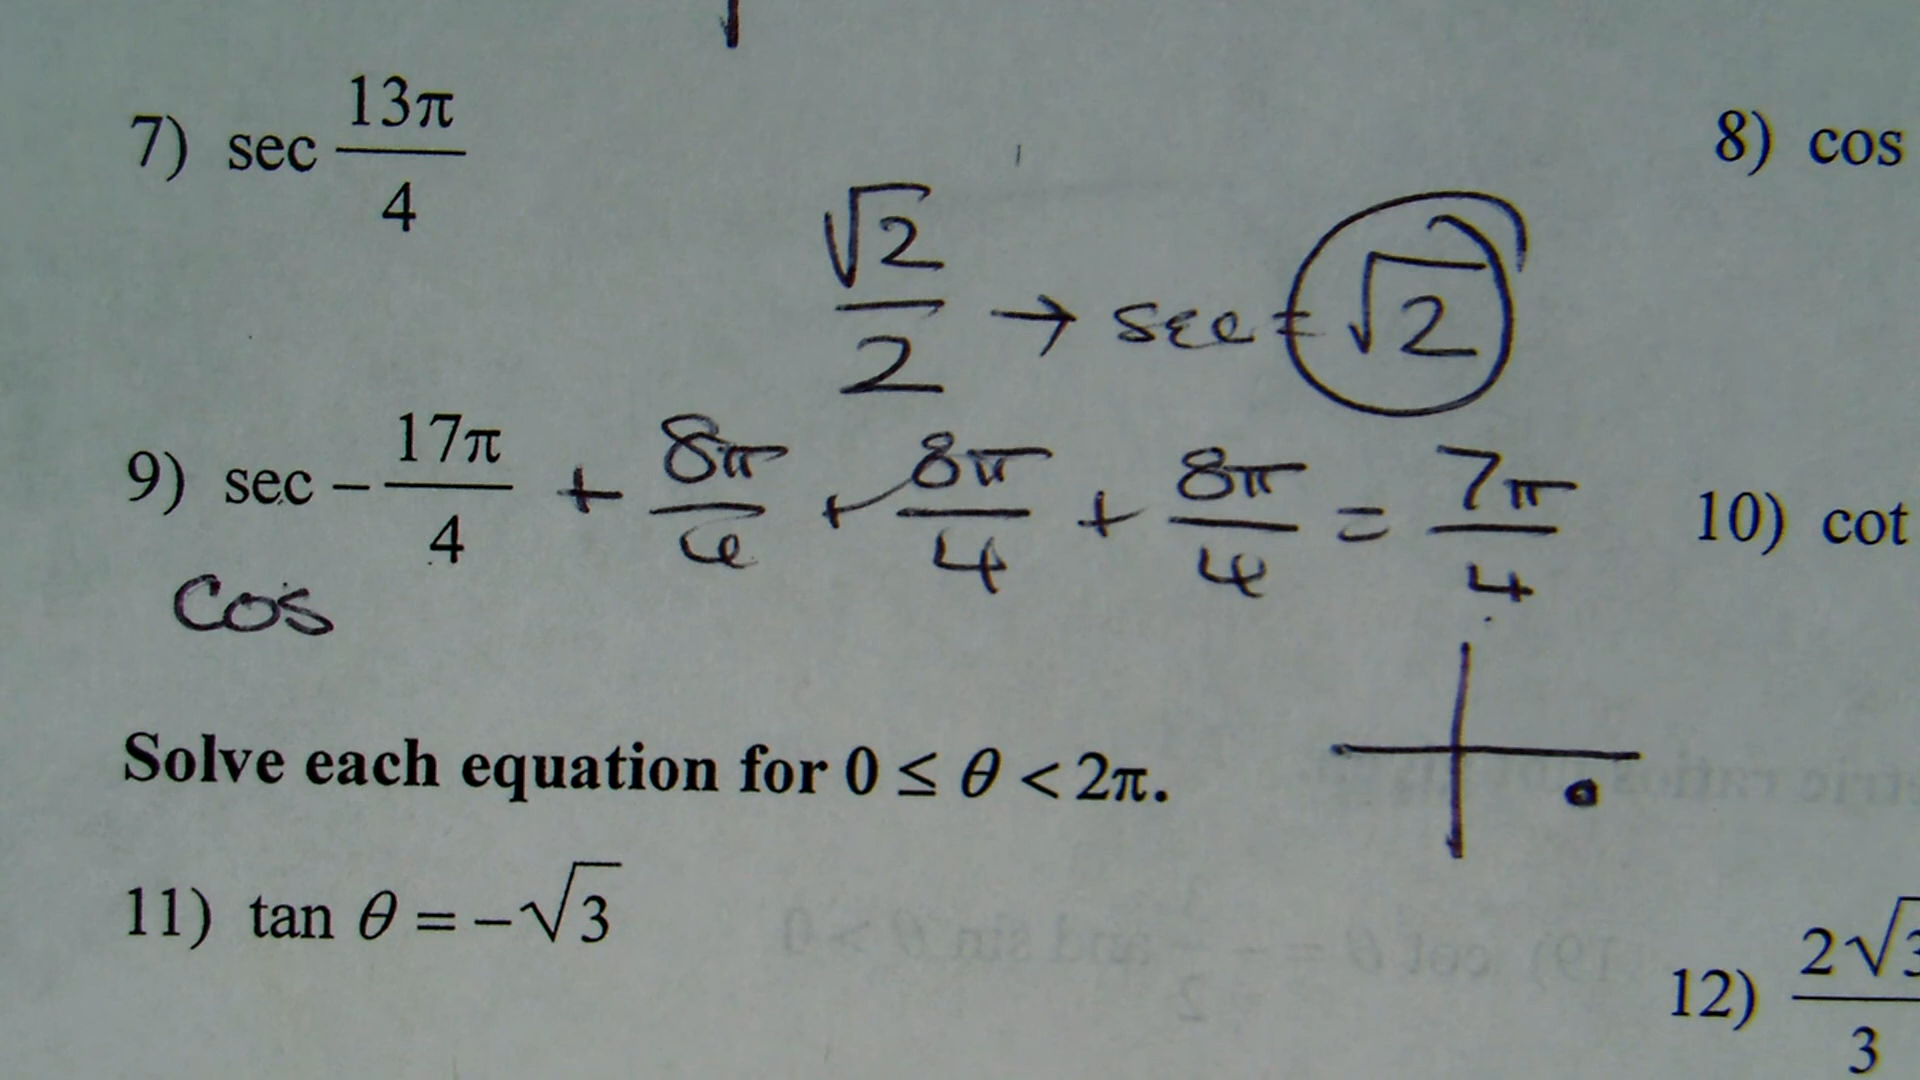 7) sec 13π/4
8) cos
√2/2 → sec = √2
9) sec - 17π/4 + 8π/4 + 8π/4 + 8π/4 = 7π/4
10) cot
cos
Solve each equation for 0 ≤ θ < 2π.
11) tan θ = -√3
12) 2√3/3